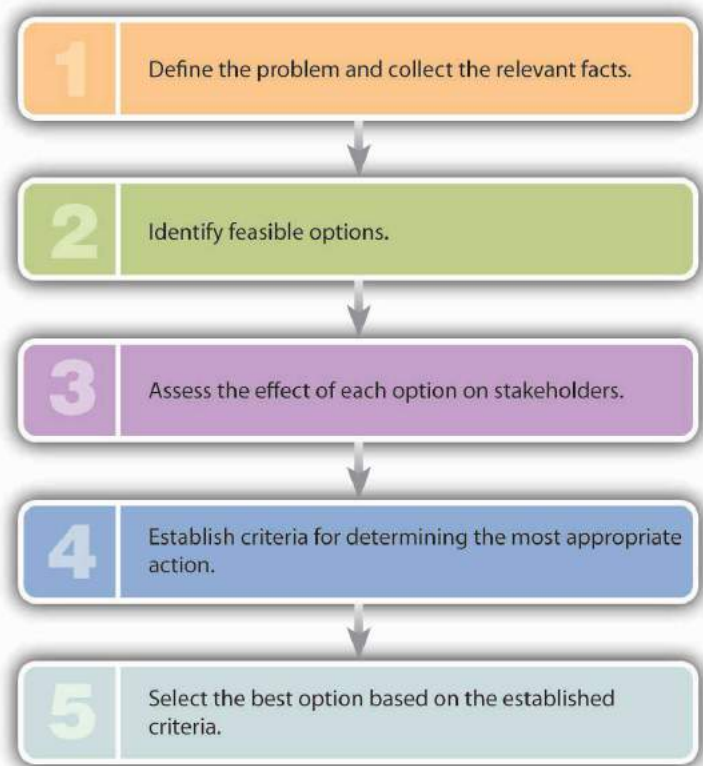 1
Define the problem and collect the relevant facts.
2
Identify feasible options.
3
Assess the effect of each option on stakeholders.
4
Establish criteria for determining the most appropriate
action.
5
Select the best option based on the established
criteria.